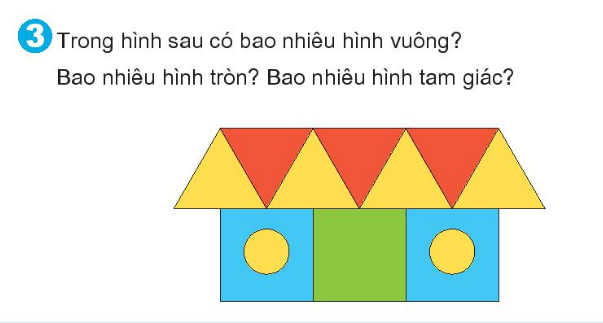 3 Trong hình sau có bao nhiêu hình vuông?
Bao nhiêu hình tròn? Bao nhiêu hình tam giác?